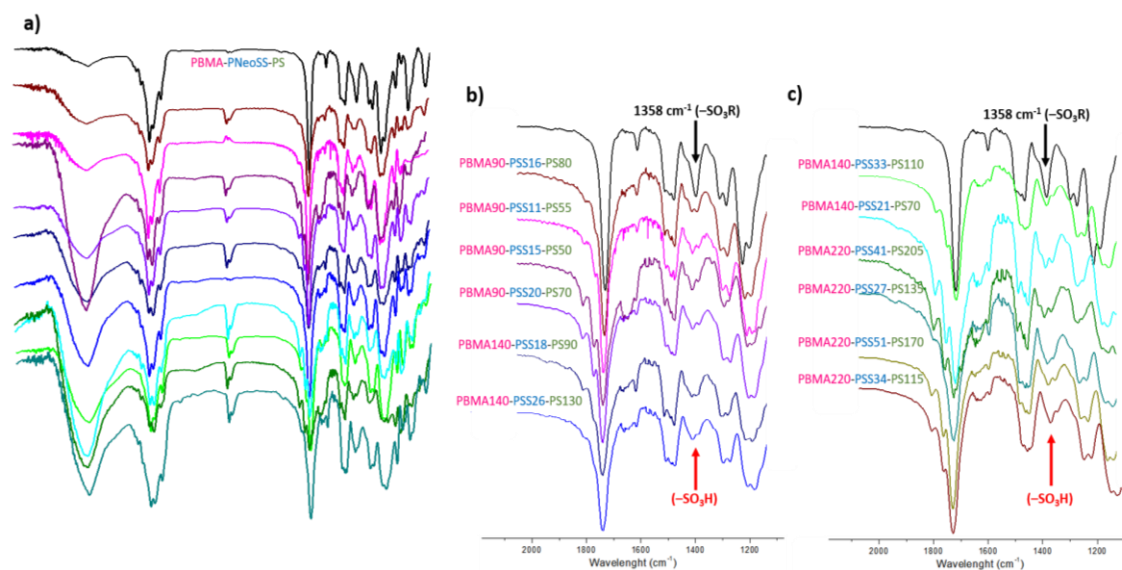 a)
PBMA-PNeoSS-PS
b)
1358 cm⁻¹ (–SO₃R)
PBMA90-PSS16-PS80
PBMA90-PSS11-PS55
PBMA90-PSS15-PS50
PBMA90-PSS20-PS70
PBMA140-PSS18-PS90
PBMA140-PSS26-PS130
(–SO₃H)
2000 1800 1600 1400 1200
Wavelenght (cm⁻¹)
c)
1358 cm⁻¹ (–SO₃R)
PBMA140-PSS33-PS110
PBMA140-PSS21-PS70
PBMA220-PSS41-PS205
PBMA220-PSS27-PS135
PBMA220-PSS51-PS170
PBMA220-PSS34-PS115
(–SO₃H)
2000 1800 1600 1400 1200
Wavelenght (cm⁻¹)